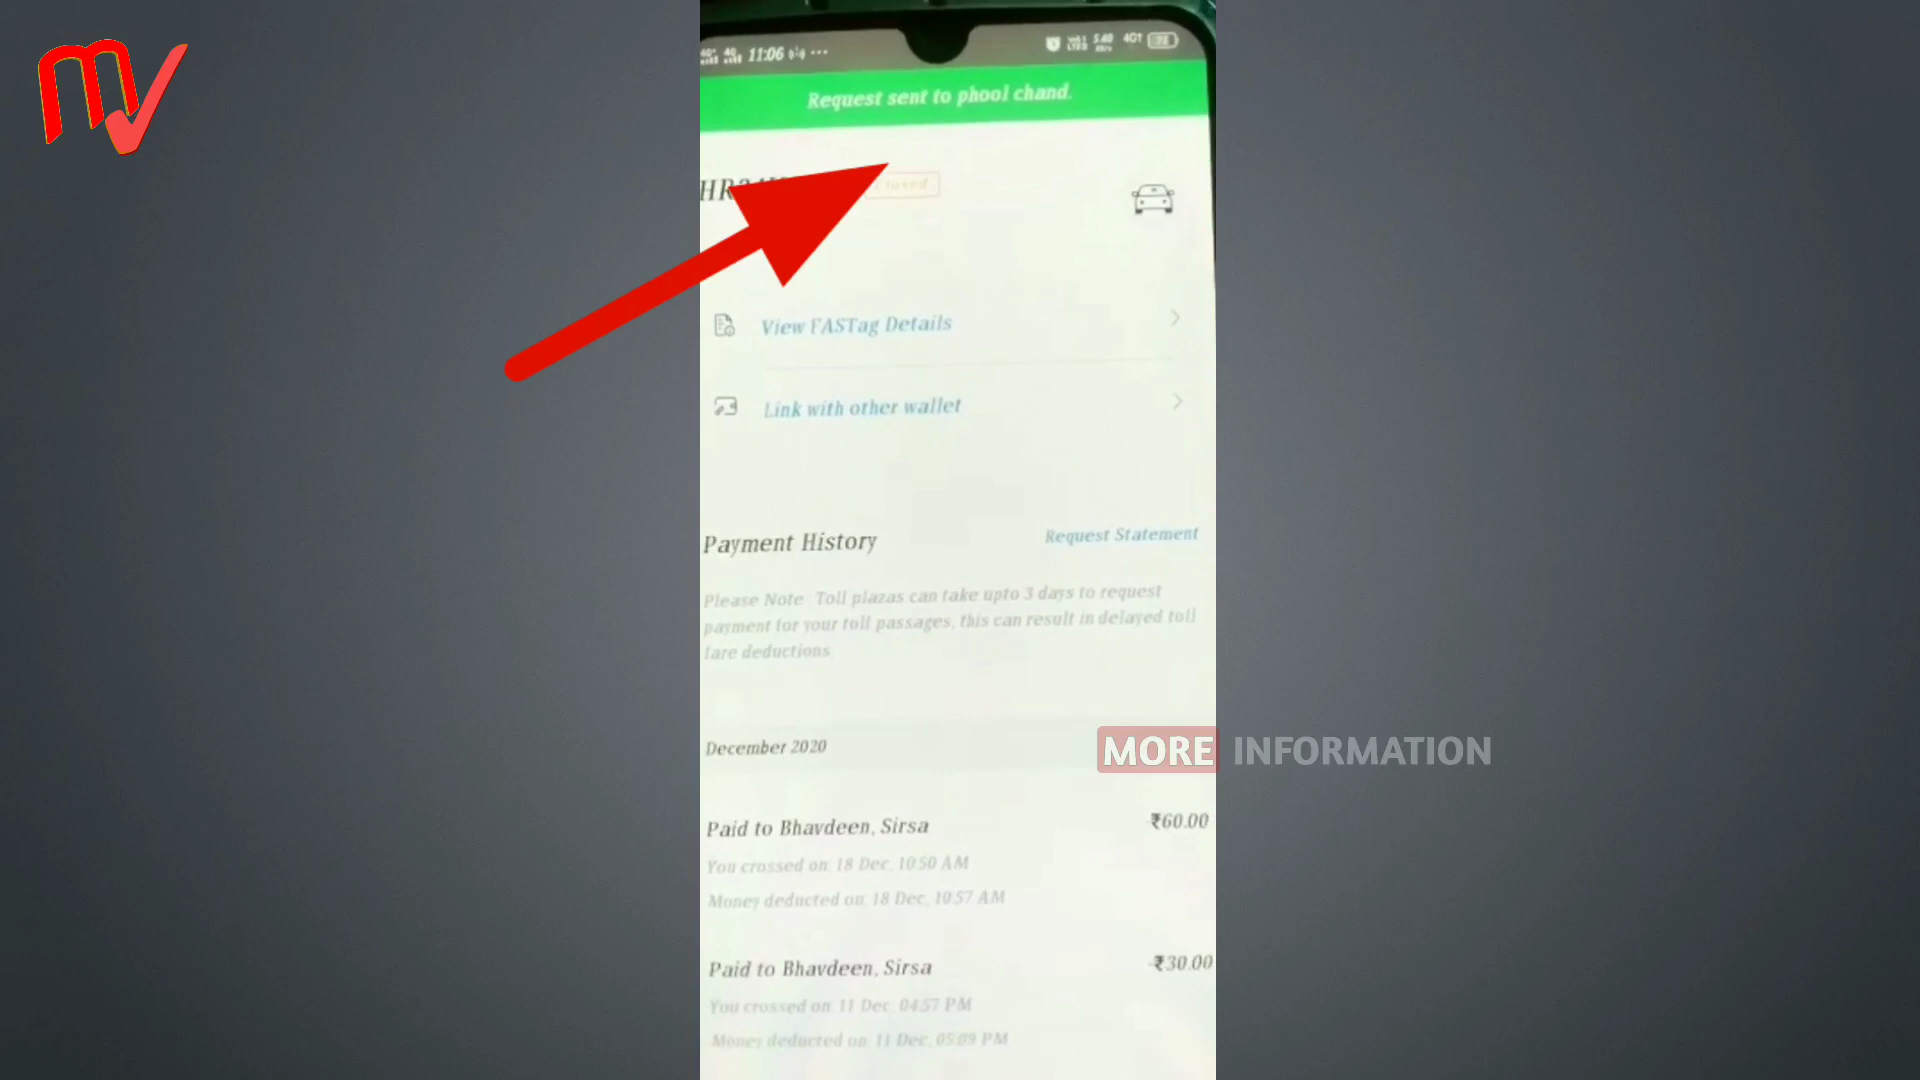 11:06
Request sent to phool chand.
View FASTag Details
Link with other wallet
Payment History
Request Statement
Please Note Toll plazas can take upto 3 days to request
payment for your toll passages, this can result in delayed toll
fare deductions
December 2020
MORE INFORMATION
Paid to Bhavdeen, Sirsa
₹60.00
You crossed on: 18 Dec, 10:50 AM
Money deducted on: 18 Dec, 10:57 AM
Paid to Bhavdeen, Sirsa
-₹30.00
You crossed on: 11 Dec, 04:57 PM
Money deducted on: 11 Dec, 05:09 PM